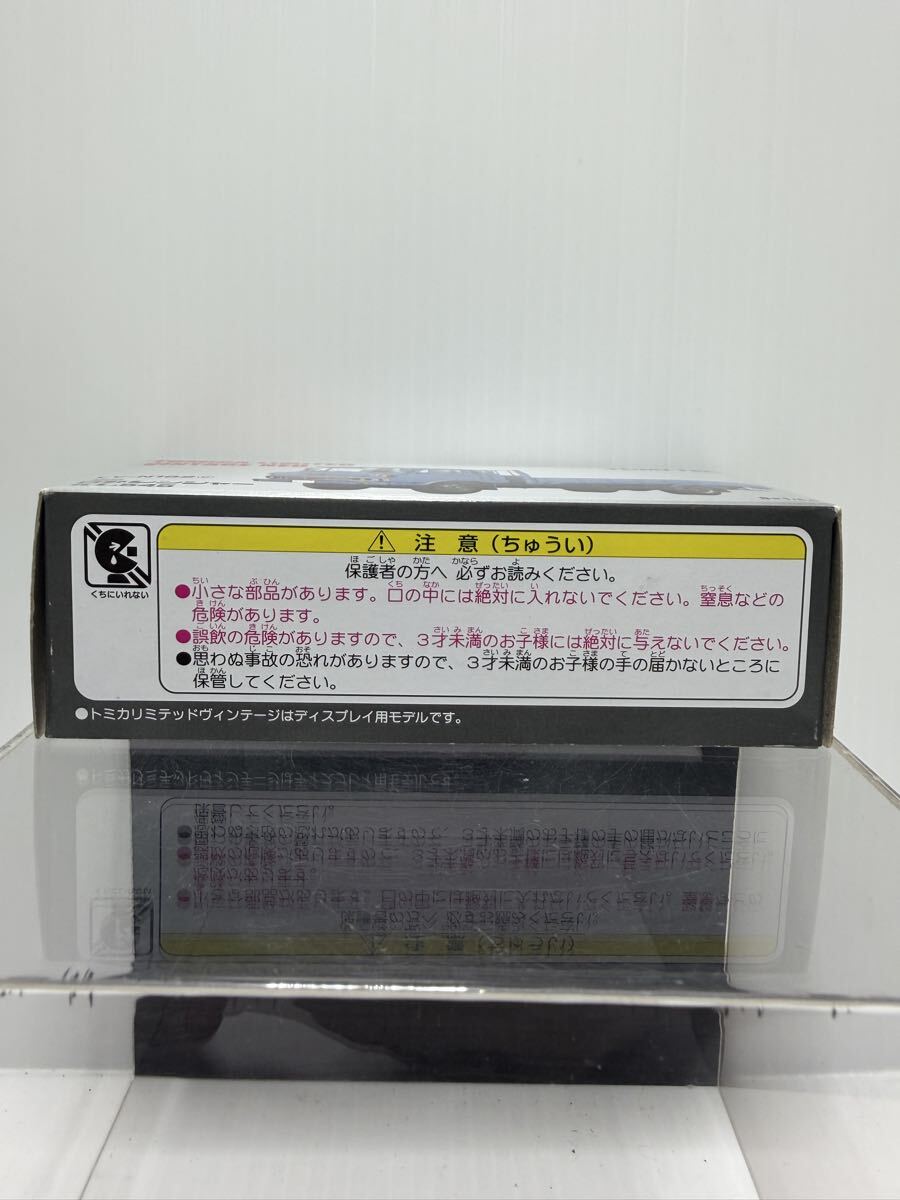 注 意（ちゅうい）
保護者の方へ 必ずお読みください。
くちにいれない
●小さな部品があります。口の中には絶対に入れないでください。窒息などの
危険があります。
●誤飲の危険がありますので、３才未満のお子様には絶対に与えないでください。
●思わぬ事故の恐れがありますので、３才未満のお子様の手の届かないところに
保管してください。
●トミカリミテッドヴィンテージはディスプレイ用モデルです。